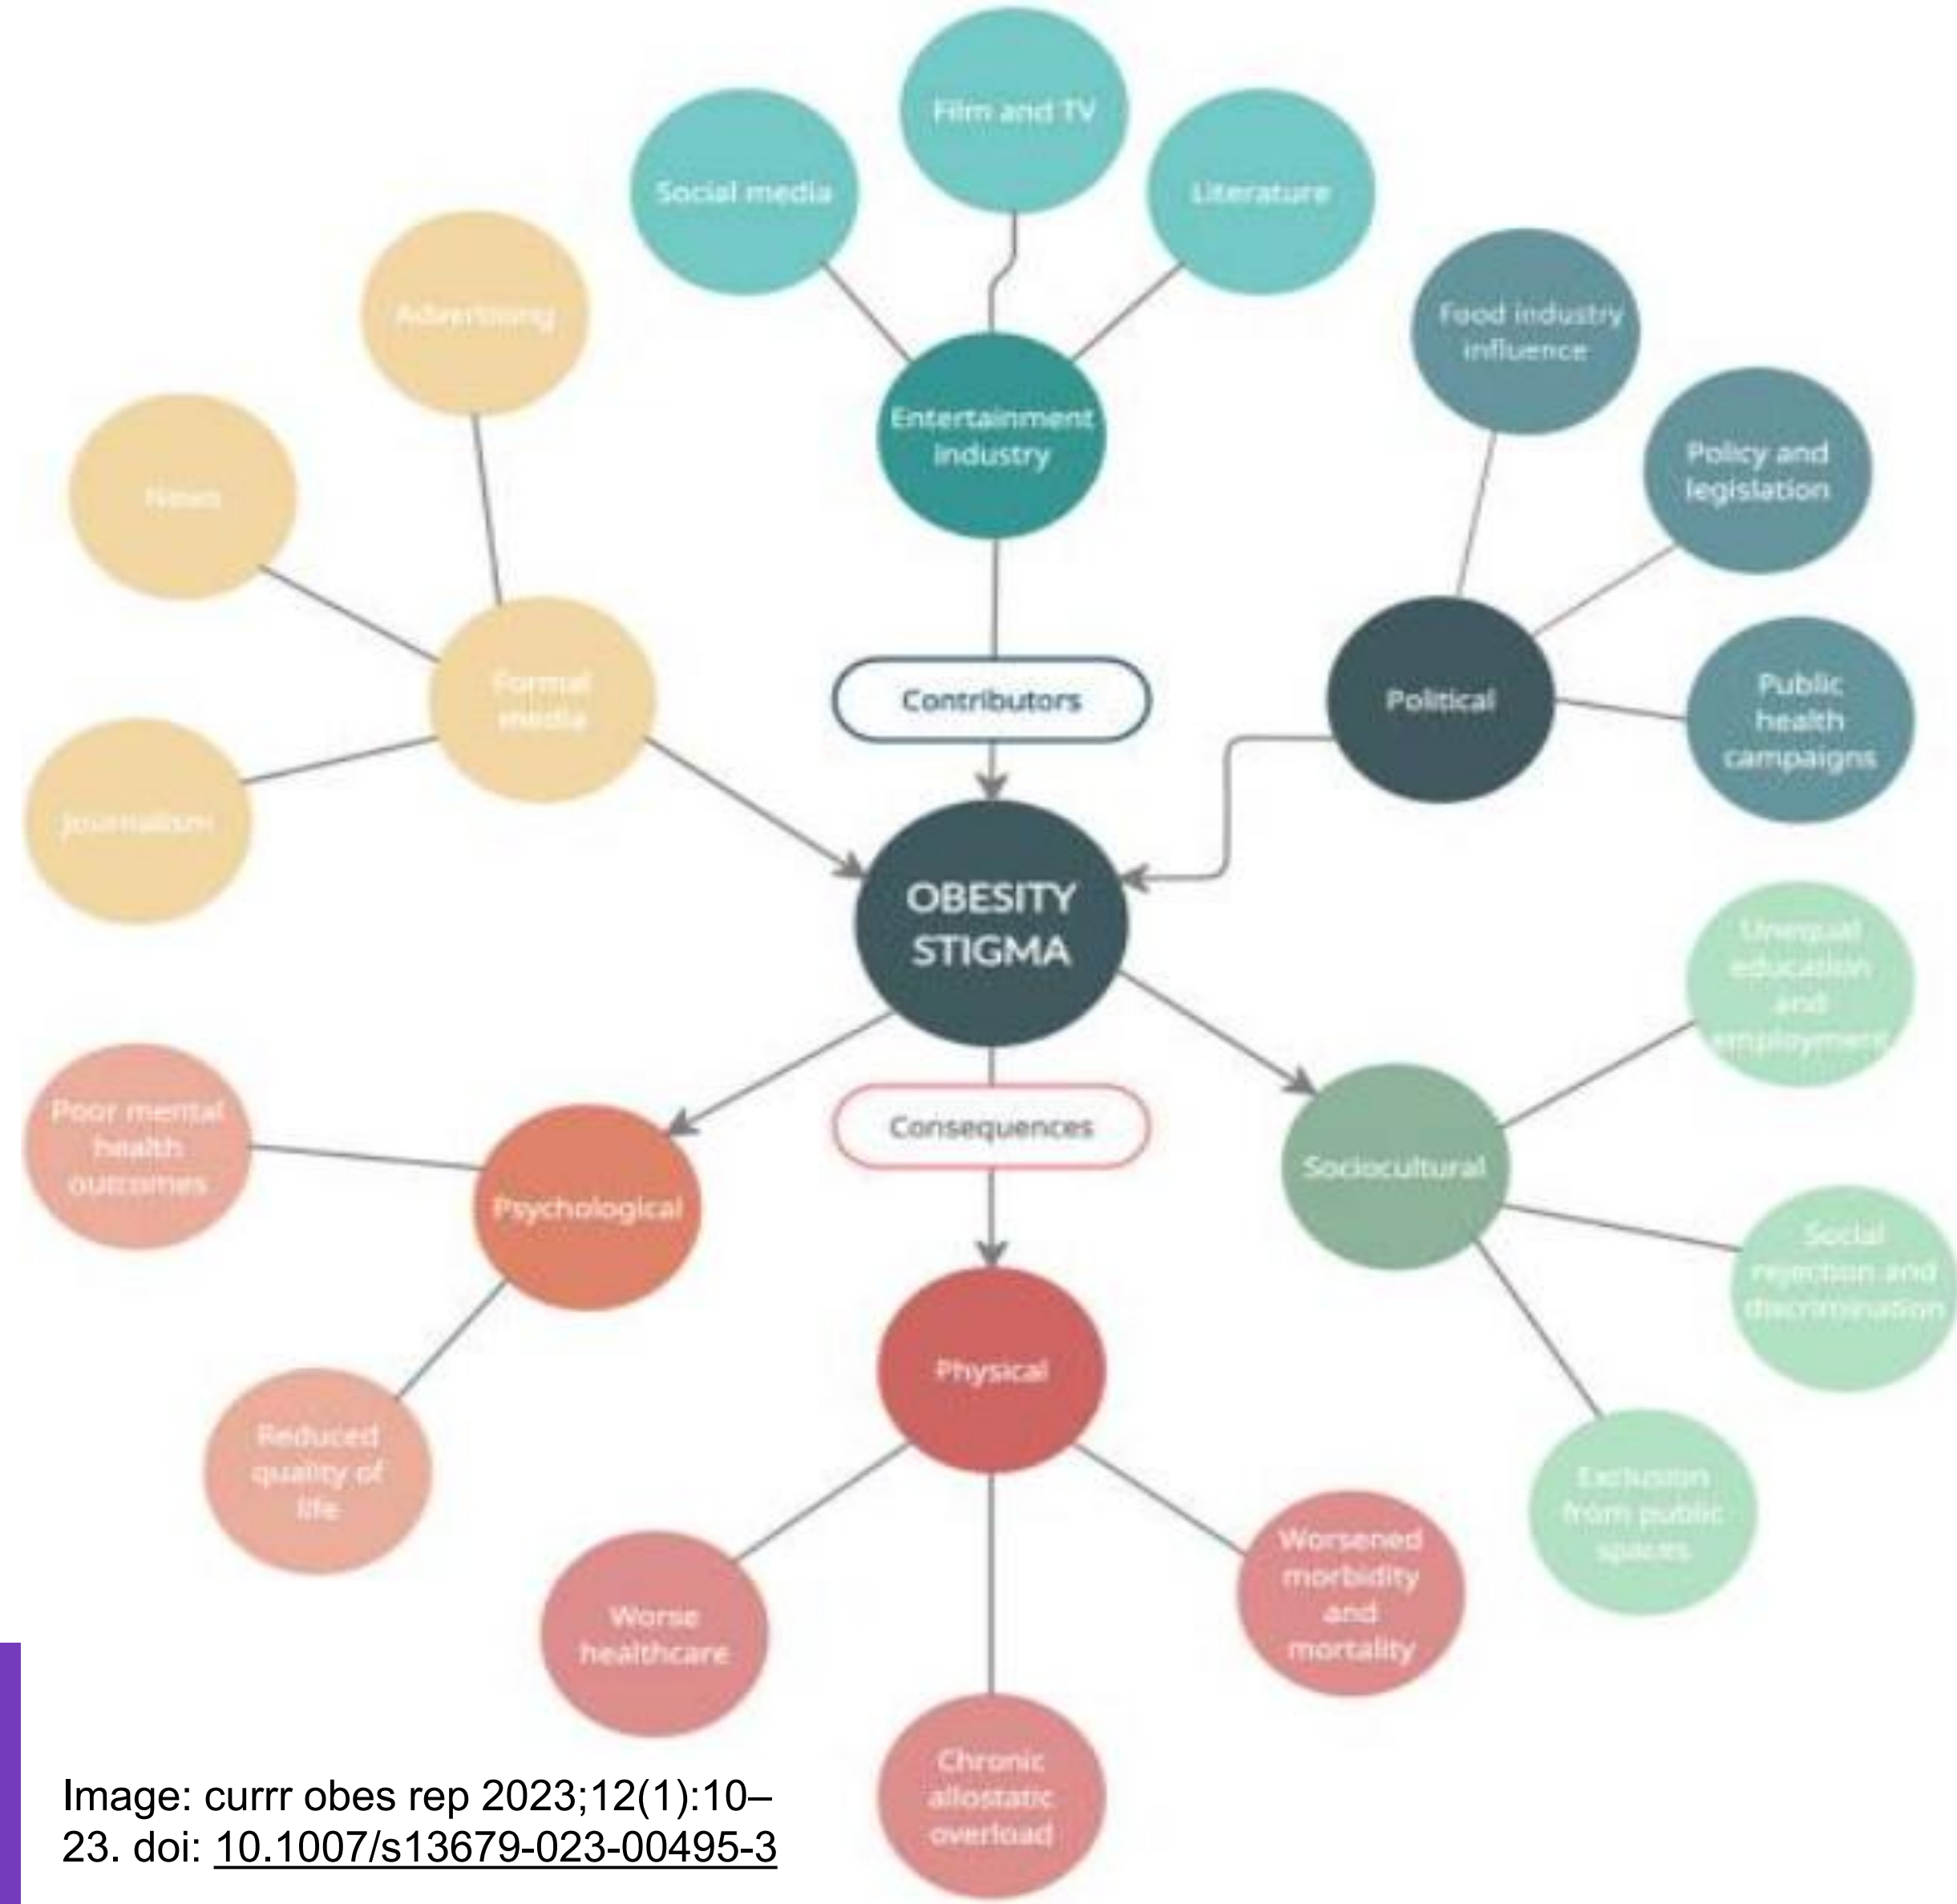 Film and TV
Social media
Literature
Advertising
Food industry
influence
Entertainment
industry
Policy and
legislation
News
Formal
media
Contributors
Political
Public
health
campaigns
Journalism
OBESITY
STIGMA
Unequal
education
and
employment
Poor mental
health
outcomes
Psychological
Consequences
Sociocultural
Social
rejection and
discrimination
Physical
Reduced
quality of
life
Exclusion
from public
spaces
Worse
healthcare
Worsened
morbidity
and
mortality
Chronic
allostatic
overload
Image: currr obes rep 2023;12(1):10–
23. doi: 10.1007/s13679-023-00495-3